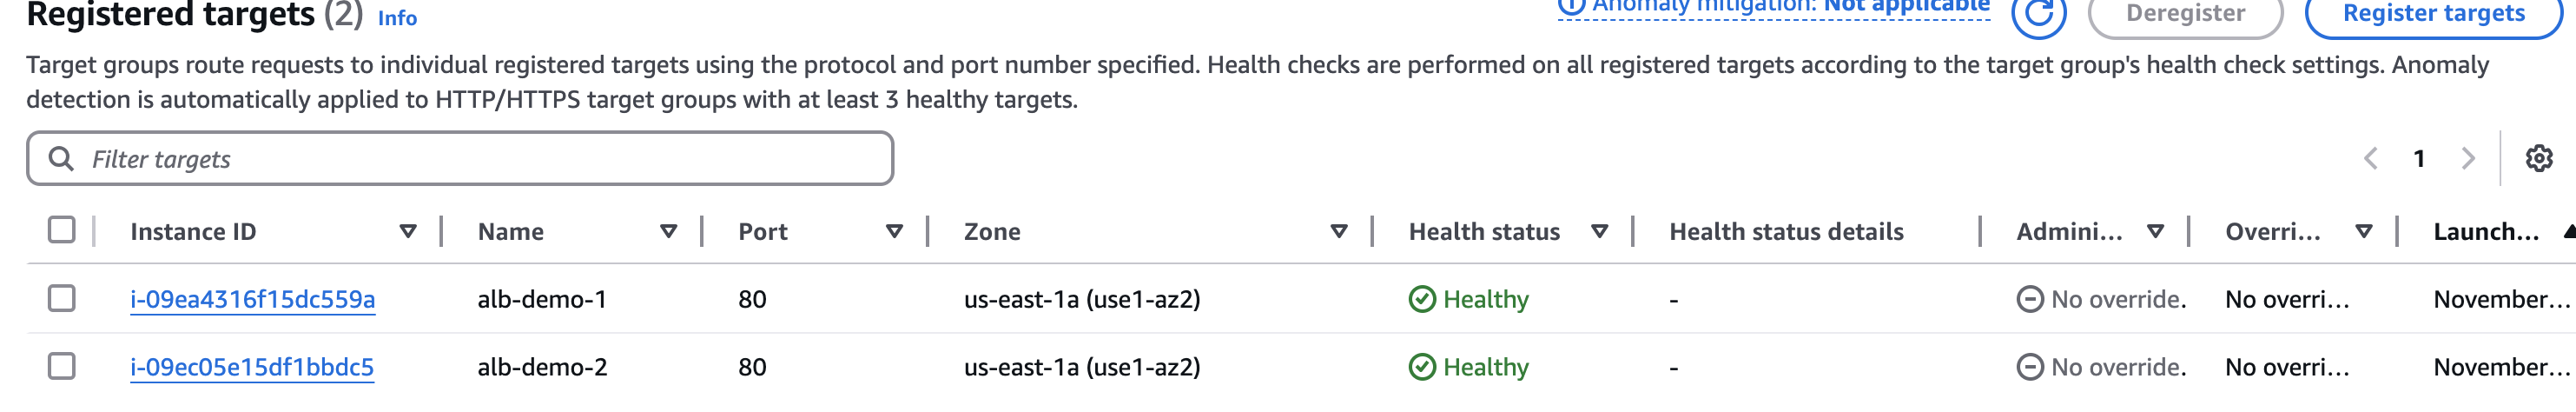 Registered targets (2) Info
Anomaly mitigation: Not applicable
Deregister
Register targets
Target groups route requests to individual registered targets using the protocol and port number specified. Health checks are performed on all registered targets according to the target group's health check settings. Anomaly
detection is automatically applied to HTTP/HTTPS target groups with at least 3 healthy targets.
Filter targets
1
Instance ID Name Port Zone Health status Health status details Admini... Overri... Launch...
i-09ea4316f15dc559a alb-demo-1 80 us-east-1a (use1-az2) Healthy - No override. No overri... November...
i-09ec05e15df1bbdc5 alb-demo-2 80 us-east-1a (use1-az2) Healthy - No override. No overri... November...